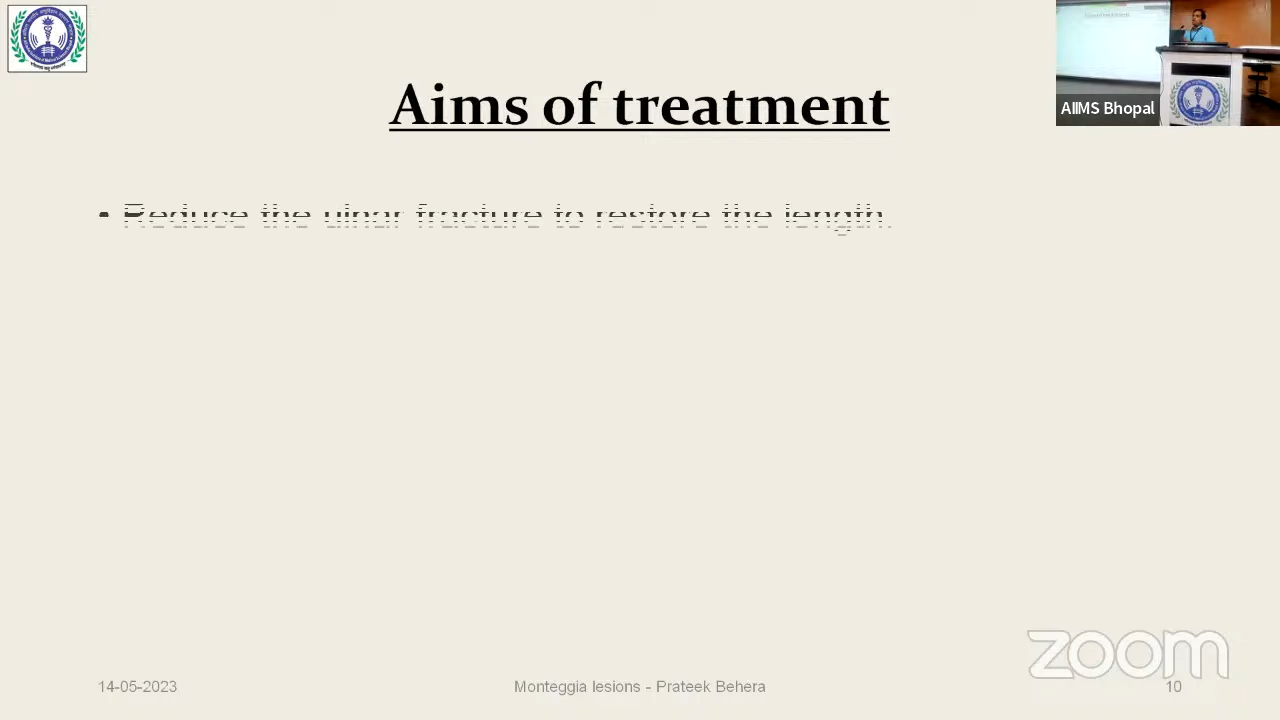 Aims of treatment
AIIMS Bhopal
• Reduce the ulnar fracture to restore the length.
zoom
14-05-2023
Monteggia lesions - Prateek Behera
10